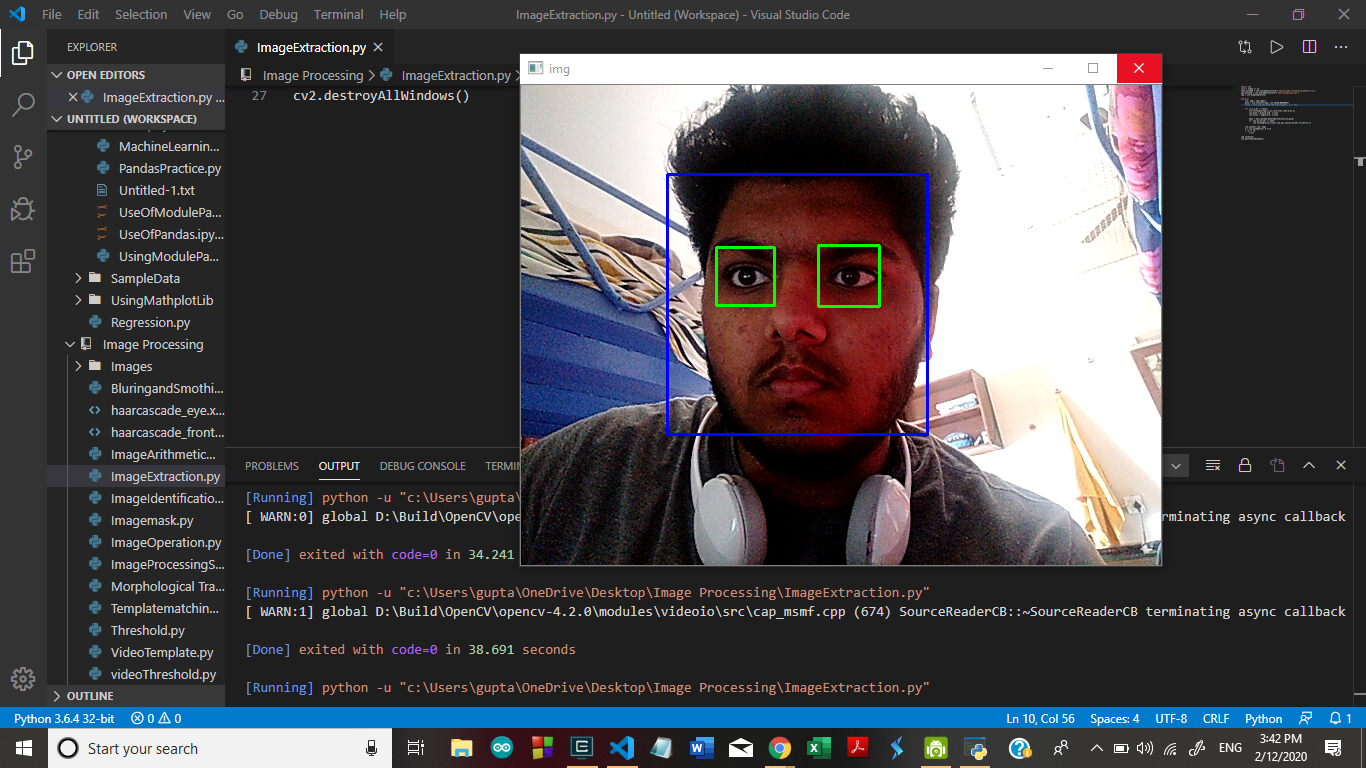 File Edit Selection View Go Debug Terminal Help
ImageExtraction.py - Untitled (Workspace) - Visual Studio Code
EXPLORER
OPEN EDITORS
ImageExtraction.py ...
UNTITLED (WORKSPACE)
MachineLearnin...
PandasPractice.py
Untitled-1.txt
UseOfModulePa...
UseOfPandas.ipy...
UsingModulePa...
SampleData
UsingMathplotLib
Regression.py
Image Processing
Images
BluringandSmothi...
haarcascade_eye.x...
haarcascade_front...
ImageArithmetic...
ImageExtraction.py
ImageIdentificatio...
Imagemask.py
ImageOperation.py
ImageProcessingS...
Morphological Tra...
Templatematchin...
Threshold.py
VideoTemplate.py
videoThreshold.py
OUTLINE
ImageExtraction.py
Image Processing > ImageExtraction.py >
27 cv2.destroyAllWindows()
img
PROBLEMS OUTPUT DEBUG CONSOLE TERMIN
[Running] python -u "c:\Users\gupta\
[ WARN:0] global D:\Build\OpenCV\ope rminating async callback
[Done] exited with code=0 in 34.241
[Running] python -u "c:\Users\gupta\OneDrive\Desktop\Image Processing\ImageExtraction.py"
[ WARN:1] global D:\Build\OpenCV\opencv-4.2.0\modules\videoio\src\cap_msmf.cpp (674) SourceReaderCB::~SourceReaderCB terminating async callback
[Done] exited with code=0 in 38.691 seconds
[Running] python -u "c:\Users\gupta\OneDrive\Desktop\Image Processing\ImageExtraction.py"
Python 3.6.4 32-bit 0 0 Ln 10, Col 56 Spaces: 4 UTF-8 CRLF Python 1
Start your search
ENG
3:42 PM
2/12/2020